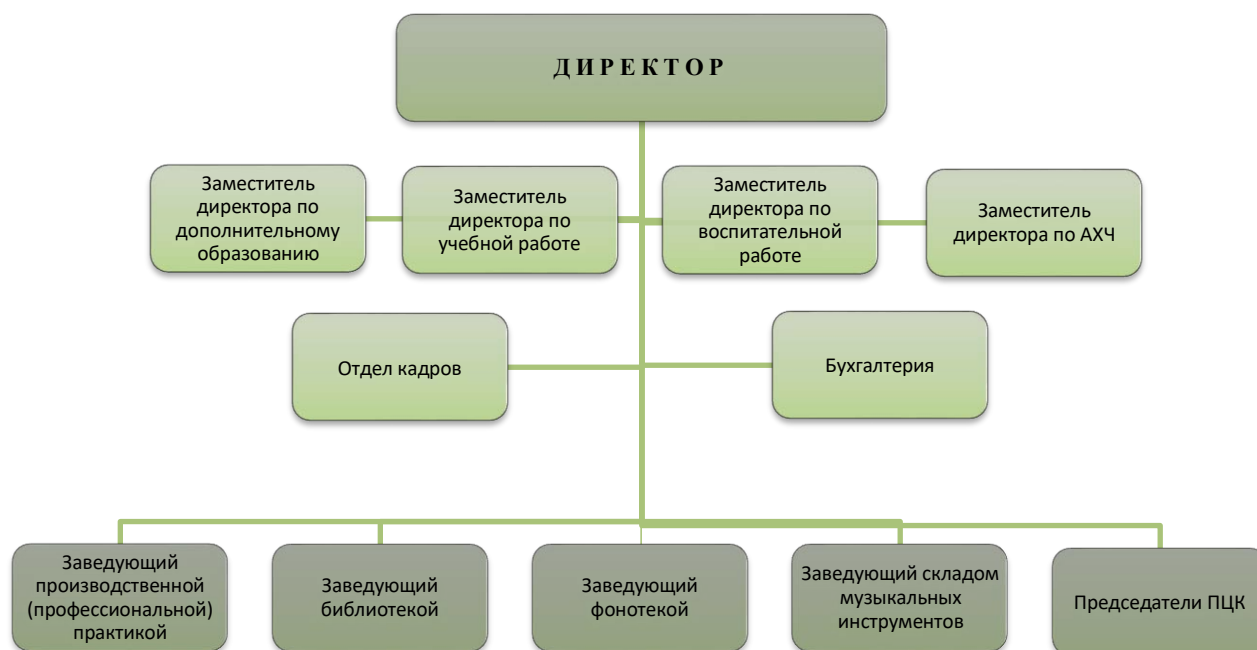 Д И Р Е К Т О Р
Заместитель
директора по
дополнительному
образованию
Заместитель
директора по
учебной работе
Заместитель
директора по
воспитательной
работе
Заместитель
директора по АХЧ
Отдел кадров
Бухгалтерия
Заведующий
производственной
(профессиональной)
практикой
Заведующий
библиотекой
Заведующий
фонотекой
Заведующий складом
музыкальных
инструментов
Председатели ПЦК